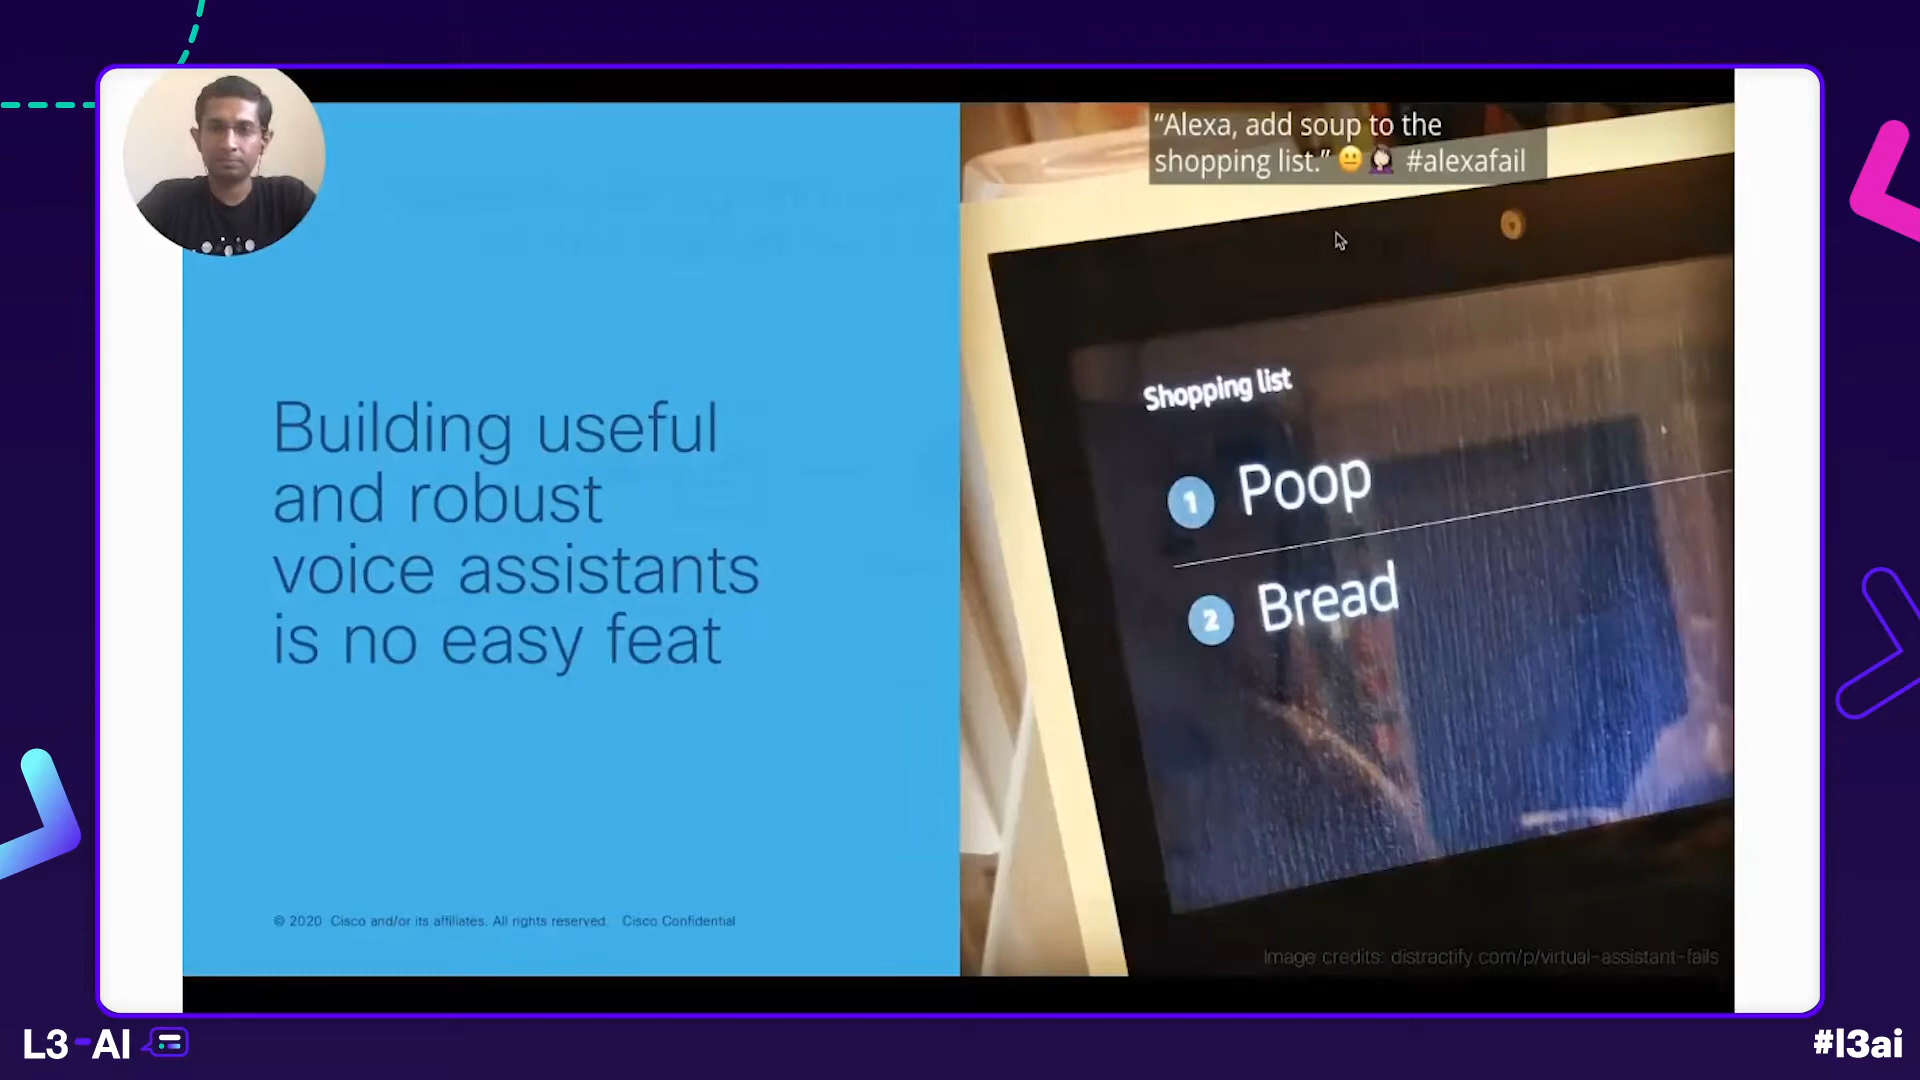 Building useful
and robust
voice assistants
is no easy feat
© 2020 Cisco and/or its affiliates. All rights reserved. Cisco Confidential
“Alexa, add soup to the
shopping list.” 😐🤦🏻‍♀️ #alexafail
Shopping list
1 Poop
2 Bread
Image credits: distractify.com/p/virtual-assistant-fails
L3-AI
#l3ai